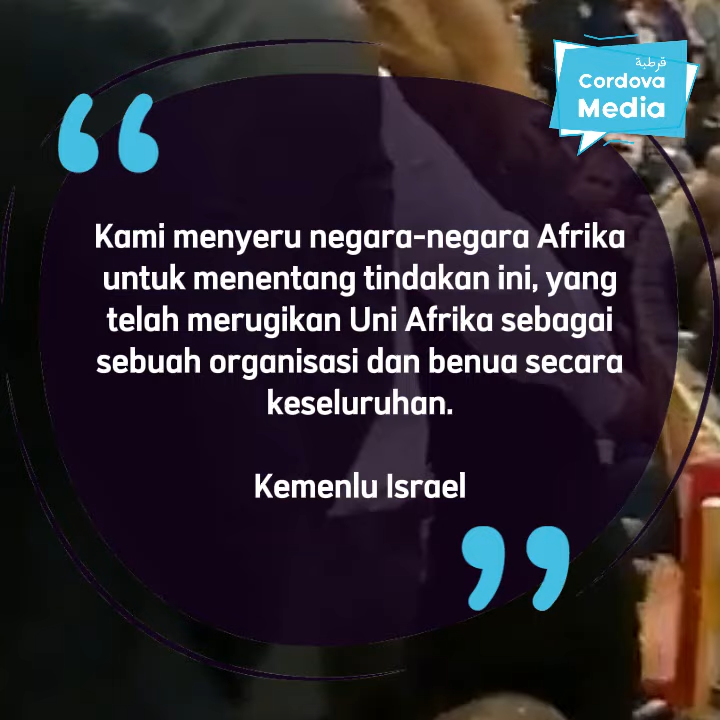 قرطبة
Cordova
Media
Kami menyeru negara-negara Afrika
untuk menentang tindakan ini, yang
telah merugikan Uni Afrika sebagai
sebuah organisasi dan benua secara
keseluruhan.
Kemenlu Israel